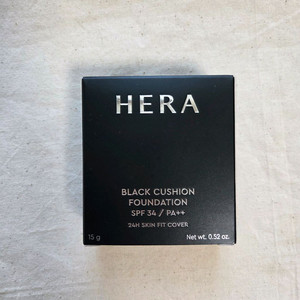 HERA
BLACK CUSHION
FOUNDATION
SPF 34 / PA++
24H SKIN FIT COVER
15 g Net wt. 0.52 oz.